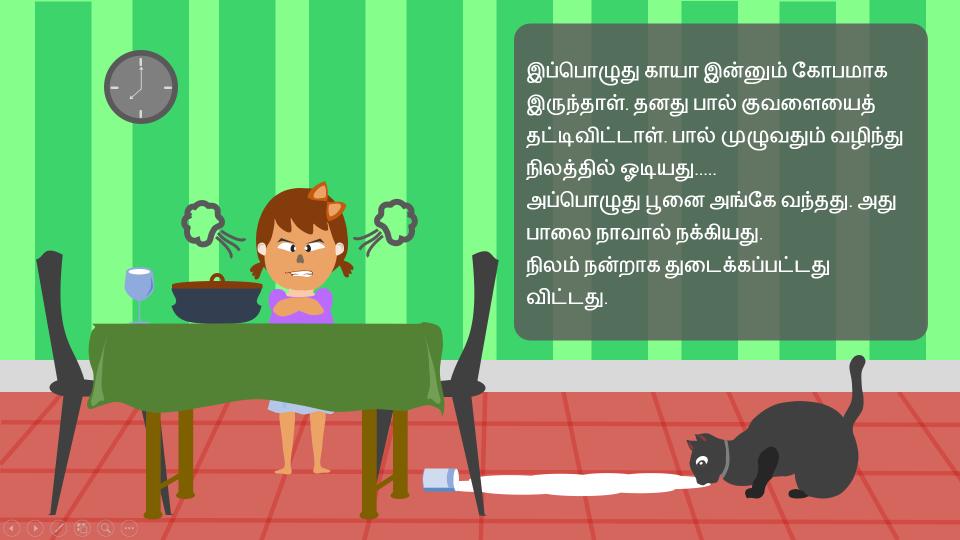 இப்பொழுது காயா இன்னும் கோபமாக
இருந்தாள். தனது பால் குவளையைத்
தட்டிவிட்டாள். பால் முழுவதும் வழிந்து
நிலத்தில் ஓடியது.....
அப்பொழுது பூனை அங்கே வந்தது. அது
பாலை நாவால் நக்கியது.
நிலம் நன்றாக துடைக்கப்பட்டது
விட்டது.